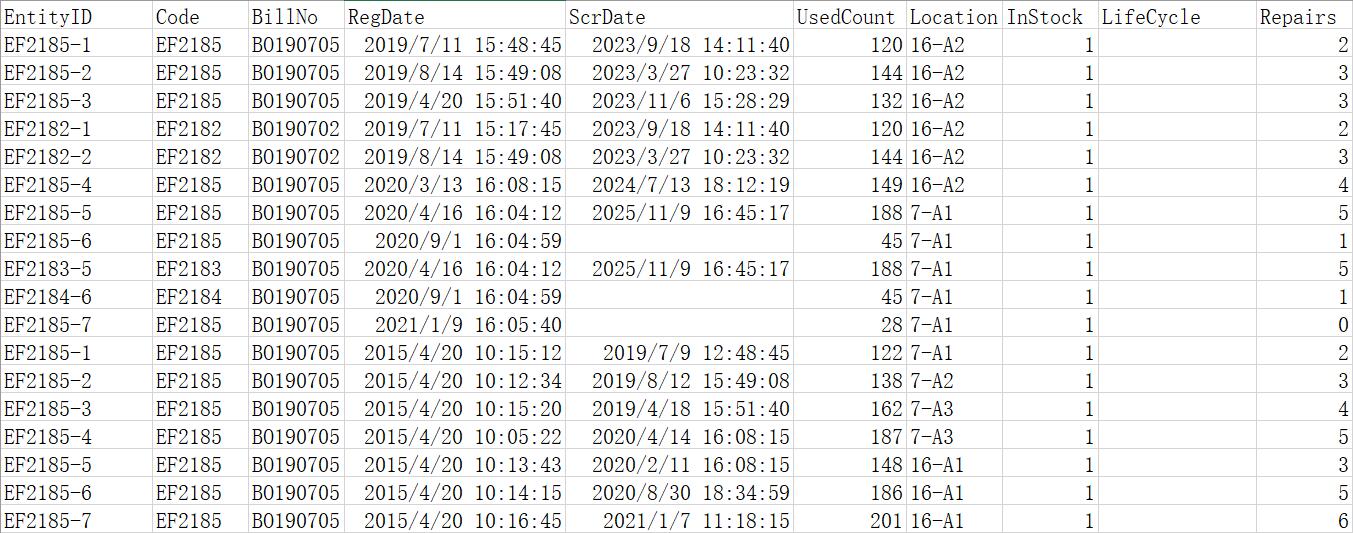 EntityID Code BillNo RegDate ScrDate UsedCount Location InStock LifeCycle Repairs
EF2185-1 EF2185 B0190705 2019/7/11 15:48:45 2023/9/18 14:11:40 120 16-A2 1 2
EF2185-2 EF2185 B0190705 2019/8/14 15:49:08 2023/3/27 10:23:32 144 16-A2 1 3
EF2185-3 EF2185 B0190705 2019/4/20 15:51:40 2023/11/6 15:28:29 132 16-A2 1 3
EF2182-1 EF2182 B0190702 2019/7/11 15:17:45 2023/9/18 14:11:40 120 16-A2 1 2
EF2182-2 EF2182 B0190702 2019/8/14 15:49:08 2023/3/27 10:23:32 144 16-A2 1 3
EF2185-4 EF2185 B0190705 2020/3/13 16:08:15 2024/7/13 18:12:19 149 16-A2 1 4
EF2185-5 EF2185 B0190705 2020/4/16 16:04:12 2025/11/9 16:45:17 188 7-A1 1 5
EF2185-6 EF2185 B0190705 2020/9/1 16:04:59 45 7-A1 1 1
EF2183-5 EF2183 B0190705 2020/4/16 16:04:12 2025/11/9 16:45:17 188 7-A1 1 5
EF2184-6 EF2184 B0190705 2020/9/1 16:04:59 45 7-A1 1 1
EF2185-7 EF2185 B0190705 2021/1/9 16:05:40 28 7-A1 1 0
EF2185-1 EF2185 B0190705 2015/4/20 10:15:12 2019/7/9 12:48:45 122 7-A1 1 2
EF2185-2 EF2185 B0190705 2015/4/20 10:12:34 2019/8/12 15:49:08 138 7-A2 1 3
EF2185-3 EF2185 B0190705 2015/4/20 10:15:20 2019/4/18 15:51:40 162 7-A3 1 4
EF2185-4 EF2185 B0190705 2015/4/20 10:05:22 2020/4/14 16:08:15 187 7-A3 1 5
EF2185-5 EF2185 B0190705 2015/4/20 10:13:43 2020/2/11 16:08:15 148 16-A1 1 3
EF2185-6 EF2185 B0190705 2015/4/20 10:14:15 2020/8/30 18:34:59 186 16-A1 1 5
EF2185-7 EF2185 B0190705 2015/4/20 10:16:45 2021/1/7 11:18:15 201 16-A1 1 6